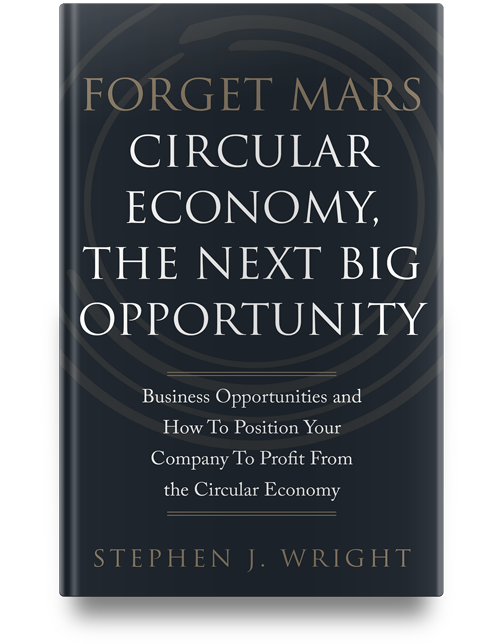 FORGET MARS
CIRCULAR
ECONOMY,
THE NEXT BIG
OPPORTUNITY
Business Opportunities and
How To Position Your
Company To Profit From
the Circular Economy
STEPHEN J. WRIGHT